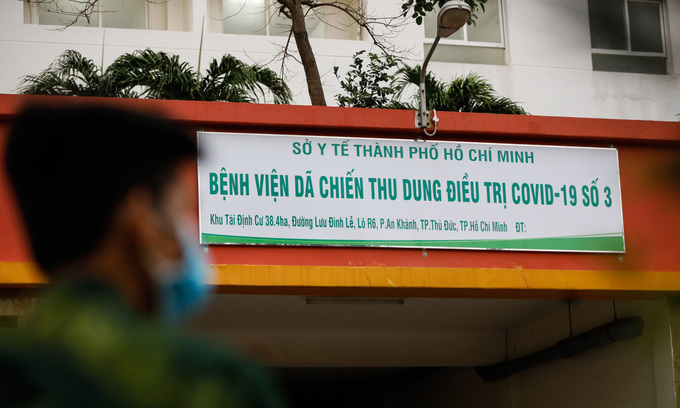 SỞ Y TẾ THÀNH PHỐ HỒ CHÍ MINH
BỆNH VIỆN DÃ CHIẾN THU DUNG ĐIỀU TRỊ COVID-19 SỐ 3
Khu Tái Định Cư 38.4ha, Đường Lưu Đình Lễ, Lô R6, P.An Khánh, TP.Thủ Đức, TP.Hồ Chí Minh ĐT: